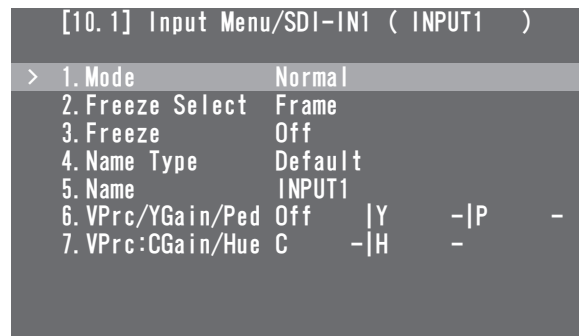 [10.1] Input Menu/SDI-IN1 ( INPUT1 )
> 1.Mode Normal
2.Freeze Select Frame
3.Freeze Off
4.Name Type Default
5.Name INPUT1
6.VPrc/YGain/Ped Off |Y -|P -
7.VPrc:CGain/Hue C -|H -